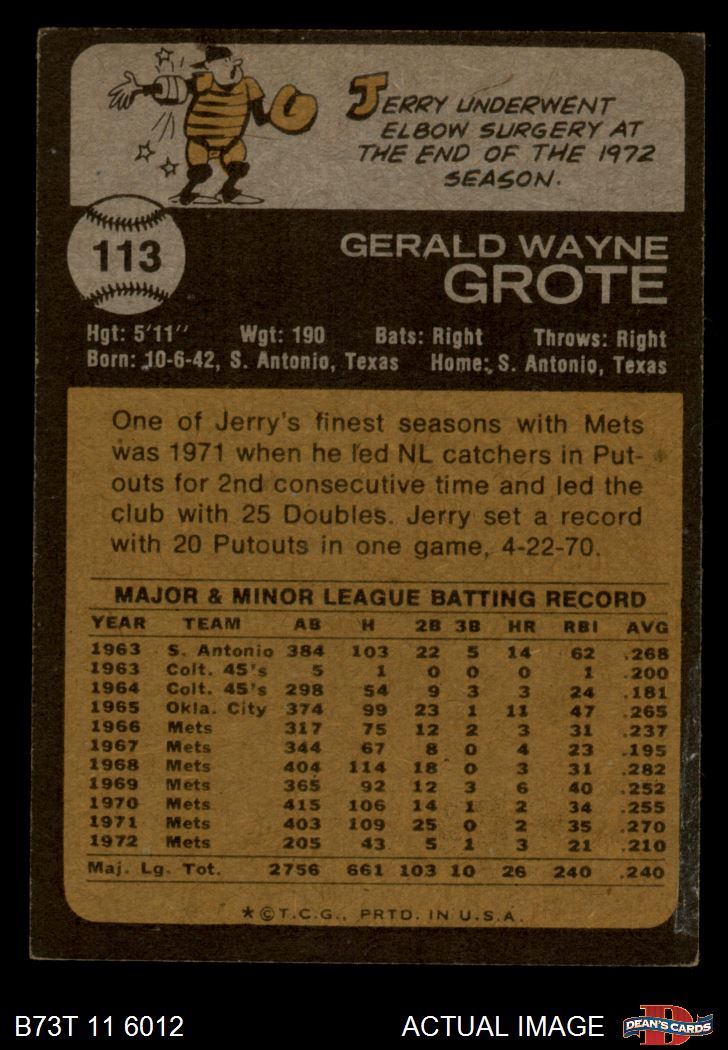 JERRY UNDERWENT
ELBOW SURGERY AT
THE END OF THE 1972
SEASON.
113
GERALD WAYNE
GROTE
Hgt: 5'11" Wgt: 190 Bats: Right Throws: Right
Born: 10-6-42, S. Antonio, Texas Home: S. Antonio, Texas
One of Jerry's finest seasons with Mets
was 1971 when he led NL catchers in Put-
outs for 2nd consecutive time and led the
club with 25 Doubles. Jerry set a record
with 20 Putouts in one game, 4-22-70.
MAJOR & MINOR LEAGUE BATTING RECORD
YEAR TEAM AB H 2B 3B HR RBI AVG
1963 S. Antonio 384 103 22 5 14 62 .268
1963 Colt. 45's 5 1 0 0 0 1 .200
1964 Colt. 45's 298 54 9 3 3 24 .181
1965 Okla. City 374 99 23 1 11 47 .265
1966 Mets 317 75 12 2 3 31 .237
1967 Mets 344 67 8 0 4 23 .195
1968 Mets 404 114 18 0 3 31 .282
1969 Mets 365 92 12 3 6 40 .252
1970 Mets 415 106 14 1 2 34 .255
1971 Mets 403 109 25 0 2 35 .270
1972 Mets 205 43 5 1 3 21 .210
Maj. Lg. Tot. 2756 661 103 10 26 240 .240
*©T.C.G., PRTD. IN U.S.A.
B73T 11 6012 ACTUAL IMAGE D DEAN'S CARDS